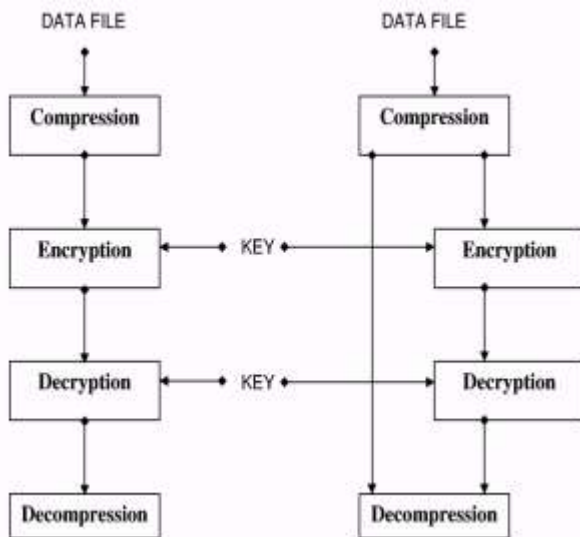 DATA FILE
DATA FILE
Compression
Compression
Encryption
KEY
Encryption
Decryption
KEY
Decryption
Decompression
Decompression